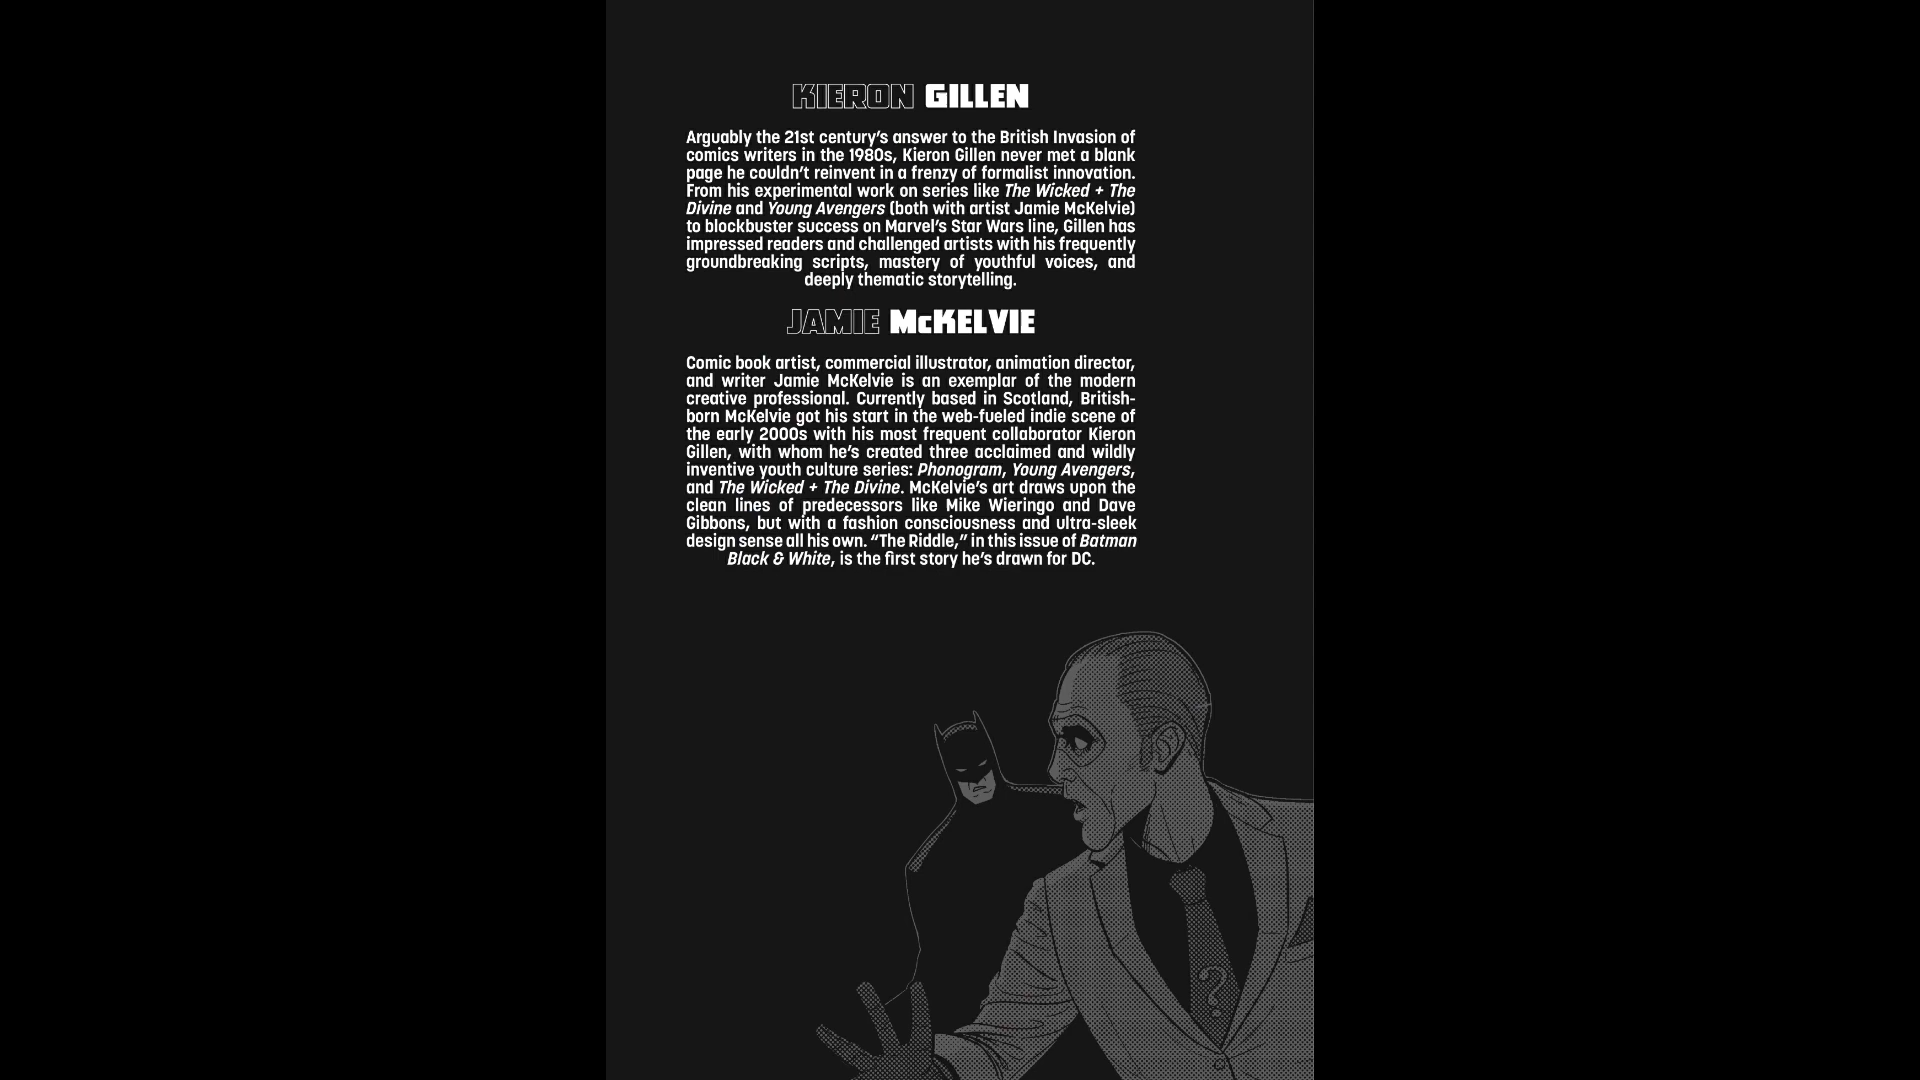 KIERON GILLEN
Arguably the 21st century's answer to the British Invasion of
comics writers in the 1980s, Kieron Gillen never met a blank
page he couldn't reinvent in a frenzy of formalist innovation.
From his experimental work on series like The Wicked + The
Divine and Young Avengers (both with artist Jamie McKelvie)
to blockbuster success on Marvel's Star Wars line, Gillen has
impressed readers and challenged artists with his frequently
groundbreaking scripts, mastery of youthful voices, and
deeply thematic storytelling.
JAMIE McKELVIE
Comic book artist, commercial illustrator, animation director,
and writer Jamie McKelvie is an exemplar of the modern
creative professional. Currently based in Scotland, British-
born McKelvie got his start in the web-fueled indie scene of
the early 2000s with his most frequent collaborator Kieron
Gillen, with whom he's created three acclaimed and wildly
inventive youth culture series: Phonogram, Young Avengers,
and The Wicked + The Divine. McKelvie's art draws upon the
clean lines of predecessors like Mike Wieringo and Dave
Gibbons, but with a fashion consciousness and ultra-sleek
design sense all his own. “The Riddle,” in this issue of Batman
Black & White, is the first story he's drawn for DC.
?